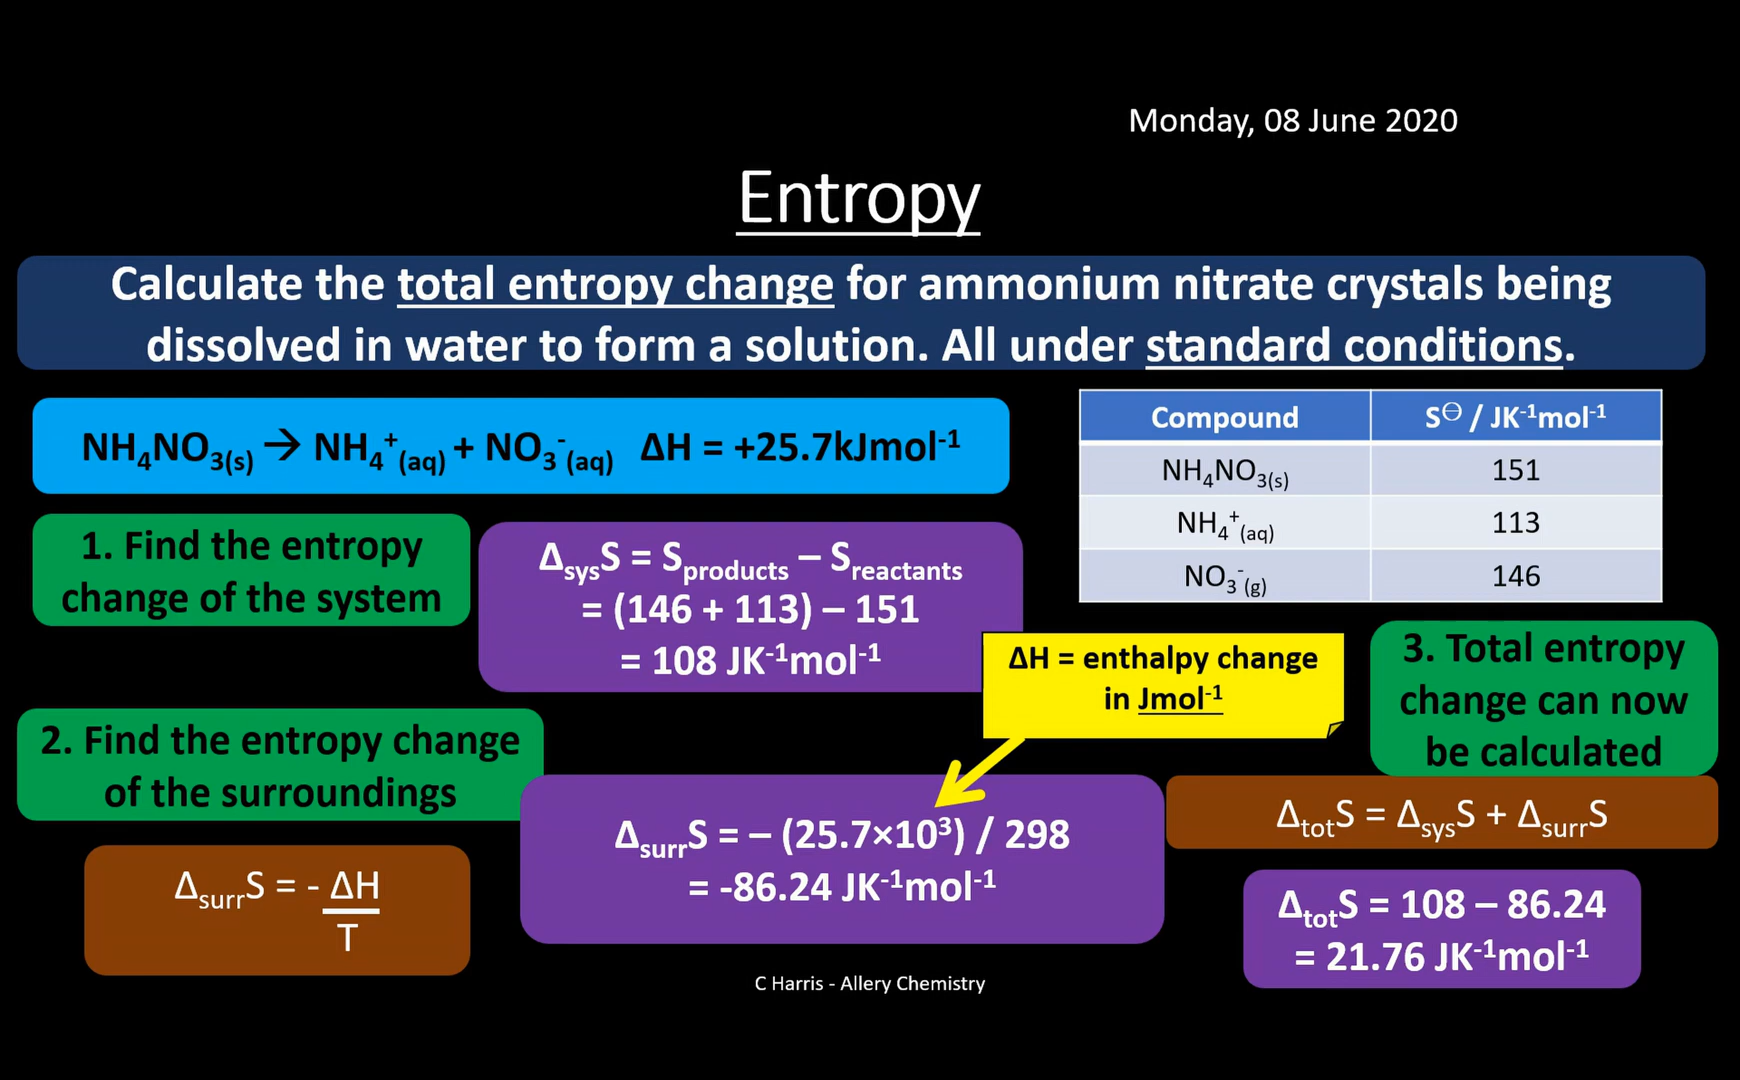 Monday, 08 June 2020
Entropy
Calculate the total entropy change for ammonium nitrate crystals being
dissolved in water to form a solution. All under standard conditions.
NH₄NO₃(s) → NH₄⁺(aq) + NO₃⁻(aq) ΔH = +25.7kJmol⁻¹
Compound S⦵ / JK⁻¹mol⁻¹
NH₄NO₃(s) 151
NH₄⁺(aq) 113
NO₃⁻(g) 146
1. Find the entropy
change of the system
ΔsysS = Sproducts – Sreactants
= (146 + 113) – 151
= 108 JK⁻¹mol⁻¹
ΔH = enthalpy change
in Jmol⁻¹
2. Find the entropy change
of the surroundings
ΔsurrS = - ΔH
T
ΔsurrS = – (25.7×10³) / 298
= -86.24 JK⁻¹mol⁻¹
3. Total entropy
change can now
be calculated
ΔtotS = ΔsysS + ΔsurrS
ΔtotS = 108 – 86.24
= 21.76 JK⁻¹mol⁻¹
C Harris - Allery Chemistry